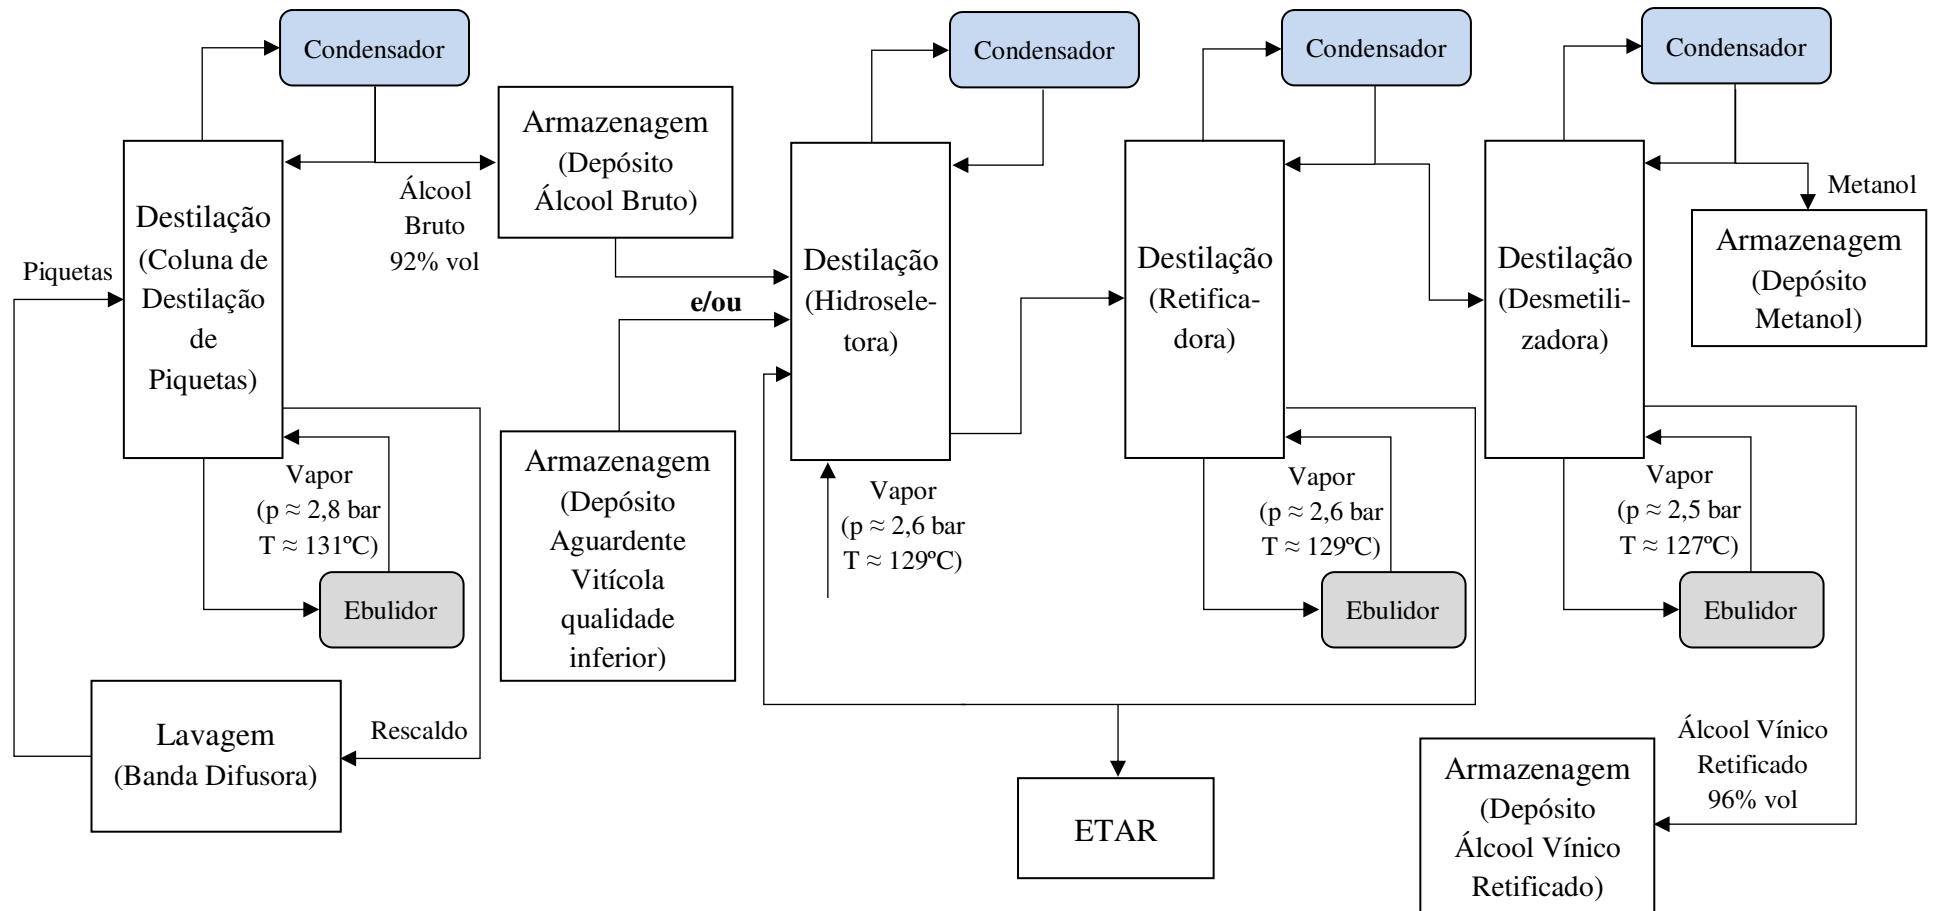 Condensador
Condensador
Condensador
Condensador
Armazenagem
(Depósito
Álcool Bruto)
Álcool
Bruto
92% vol
Destilação
(Coluna de
Destilação
de
Piquetas)
Piquetas
Vapor
(p ≈ 2,8 bar
T ≈ 131ºC)
Ebulidor
Lavagem
(Banda Difusora)
Rescaldo
e/ou
Armazenagem
(Depósito
Aguardente
Vitícola
qualidade
inferior)
Destilação
(Hidrosele-
tora)
Vapor
(p ≈ 2,6 bar
T ≈ 129ºC)
Destilação
(Retifica-
dora)
Vapor
(p ≈ 2,6 bar
T ≈ 129ºC)
Ebulidor
ETAR
Destilação
(Desmetili-
zadora)
Metanol
Armazenagem
(Depósito
Metanol)
Vapor
(p ≈ 2,5 bar
T ≈ 127ºC)
Ebulidor
Álcool Vínico
Retificado
96% vol
Armazenagem
(Depósito
Álcool Vínico
Retificado)